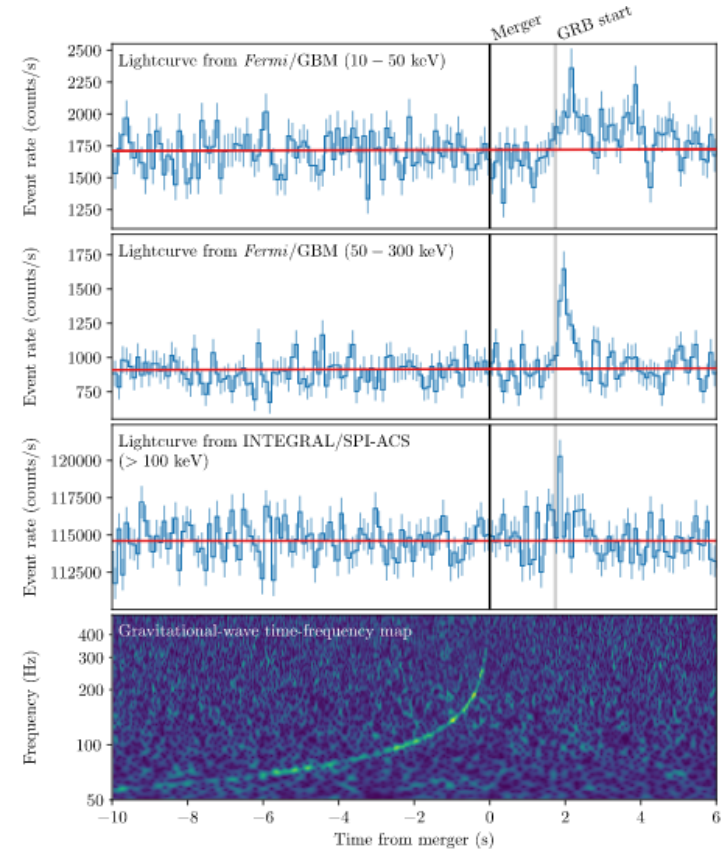 Merger
GRB start
Lightcurve from Fermi/GBM (10 − 50 keV)
Event rate (counts/s)
2500
2250
2000
1750
1500
1250
Lightcurve from Fermi/GBM (50 − 300 keV)
Event rate (counts/s)
1750
1500
1250
1000
750
Lightcurve from INTEGRAL/SPI-ACS
(> 100 keV)
Event rate (counts/s)
120000
117500
115000
112500
Gravitational-wave time-frequency map
Frequency (Hz)
400
300
200
100
50
−10 −8 −6 −4 −2 0 2 4 6
Time from merger (s)